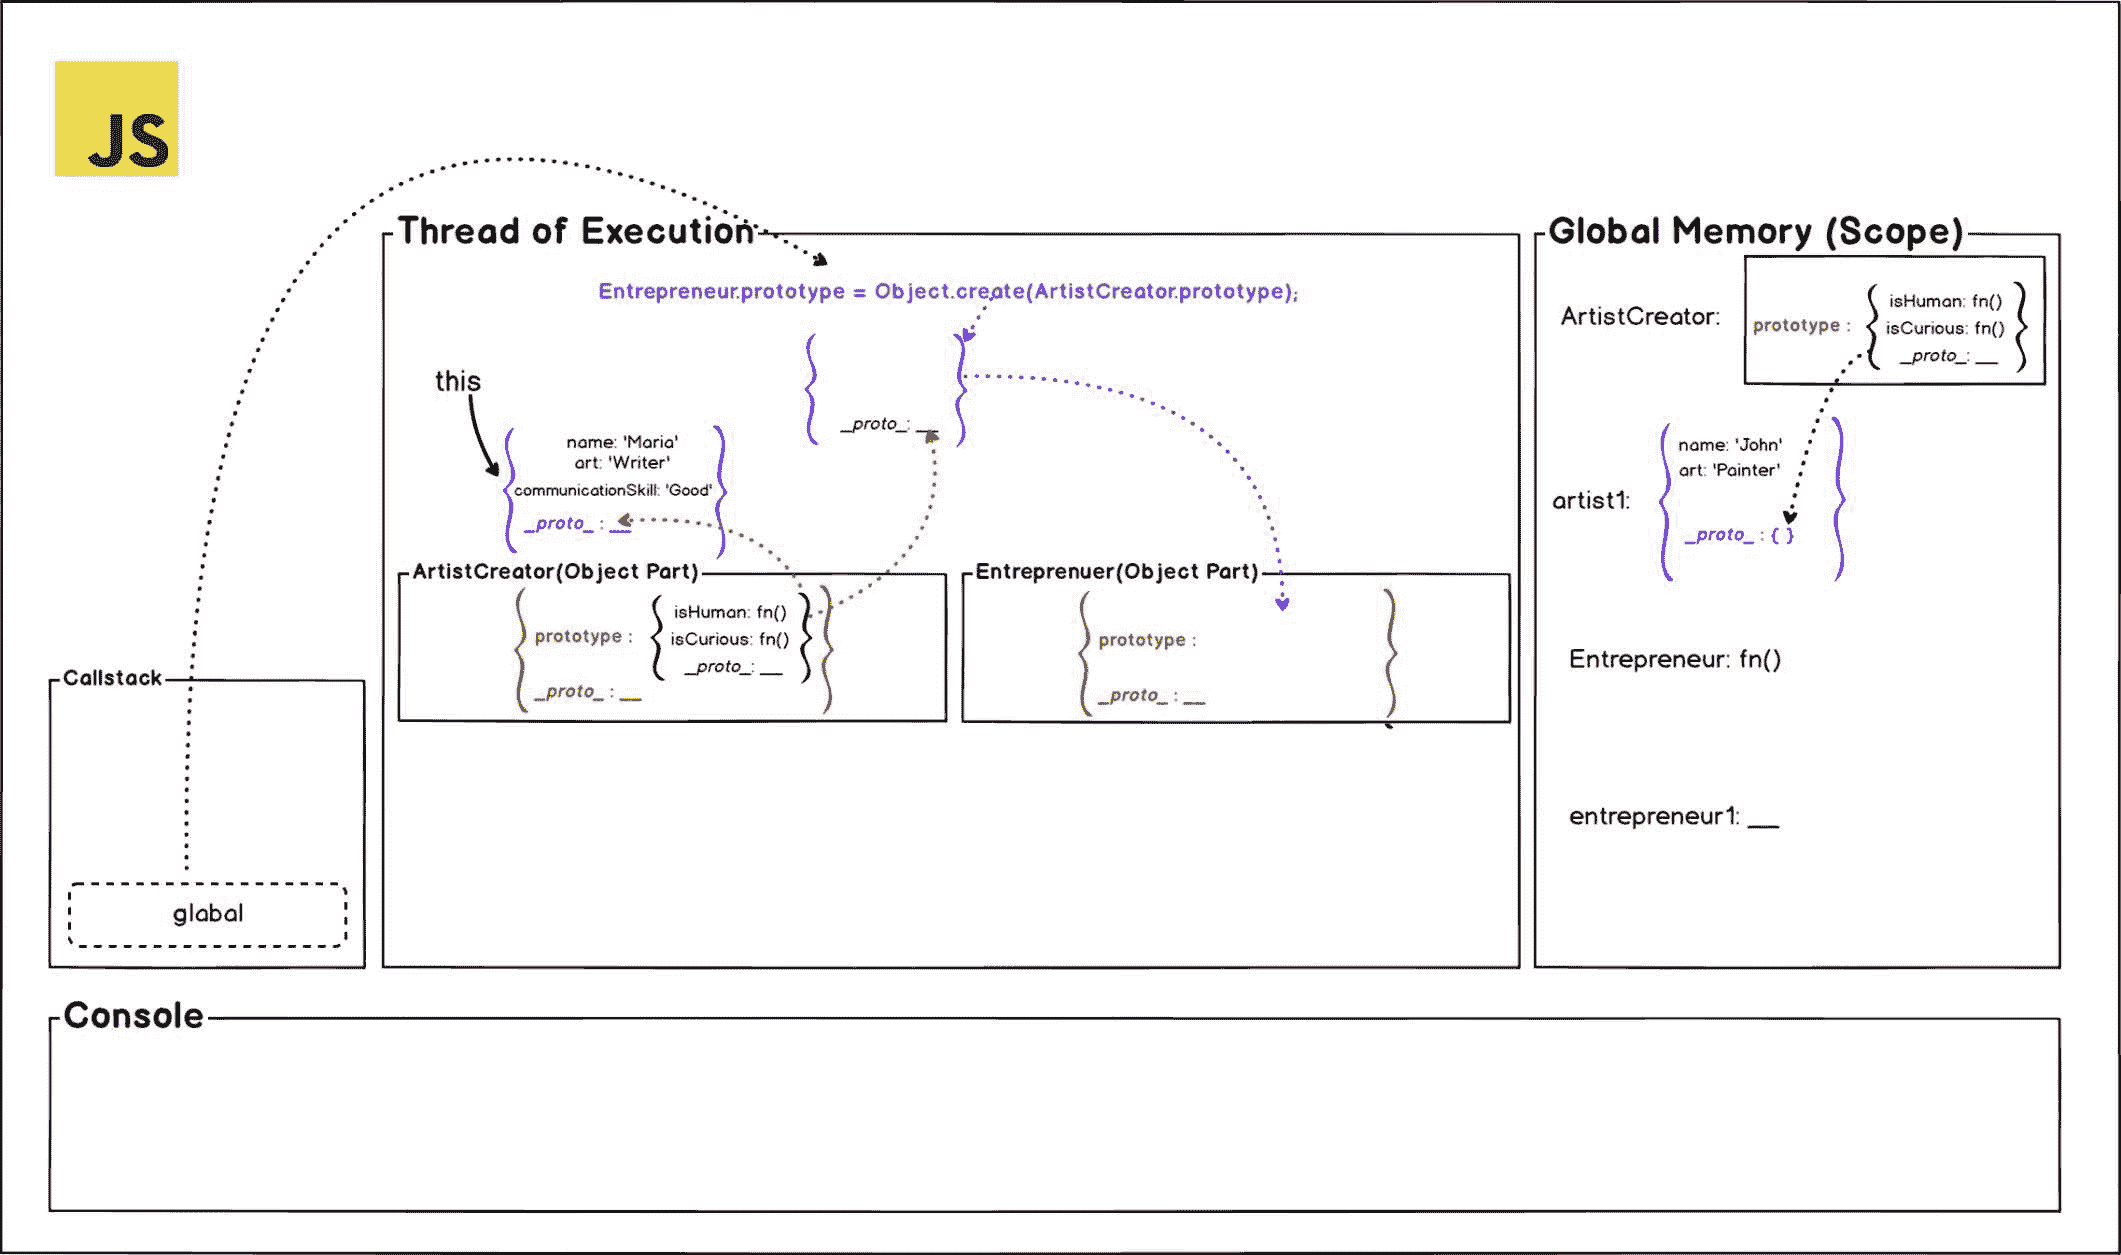 JS
Thread of Execution
Entrepreneur.prototype = Object.create(ArtistCreator.prototype);
_proto_: __
this
name: 'Maria'
art: 'Writer'
communicationSkill: 'Good'
_proto_ : __
ArtistCreator(Object Part)
prototype :
isHuman: fn()
isCurious: fn()
_proto_: __
_proto_ : __
Entreprenuer(Object Part)
prototype :
_proto_ : __
Global Memory (Scope)
ArtistCreator:
prototype :
isHuman: fn()
isCurious: fn()
_proto_: __
artist1:
name: 'John'
art: 'Painter'
_proto_ : { }
Entrepreneur: fn()
entrepreneur1: __
Callstack
glabal
Console